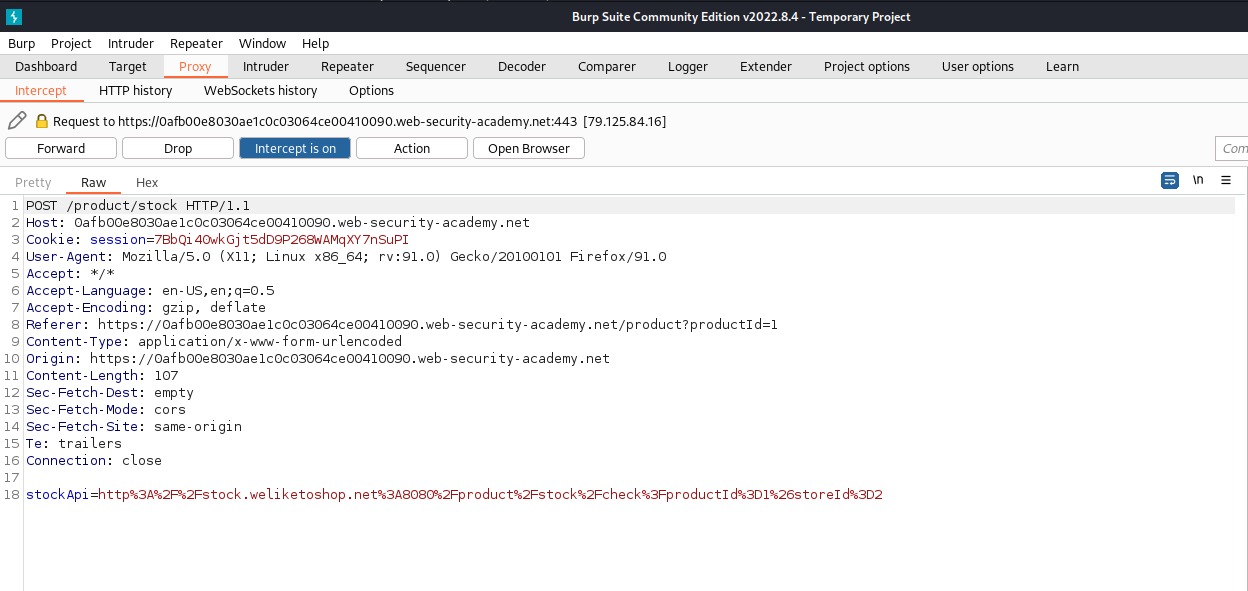 Burp Suite Community Edition v2022.8.4 - Temporary Project
Burp Project Intruder Repeater Window Help
Dashboard Target Proxy Intruder Repeater Sequencer Decoder Comparer Logger Extender Project options User options Learn
Intercept HTTP history WebSockets history Options
Request to https://0afb00e8030ae1c0c03064ce00410090.web-security-academy.net:443 [79.125.84.16]
Forward Drop Intercept is on Action Open Browser Com
Pretty Raw Hex \n
1 POST /product/stock HTTP/1.1
2 Host: 0afb00e8030ae1c0c03064ce00410090.web-security-academy.net
3 Cookie: session=7BbQi40wkGjt5dD9P268WAMqXY7nSuPI
4 User-Agent: Mozilla/5.0 (X11; Linux x86_64; rv:91.0) Gecko/20100101 Firefox/91.0
5 Accept: */*
6 Accept-Language: en-US,en;q=0.5
7 Accept-Encoding: gzip, deflate
8 Referer: https://0afb00e8030ae1c0c03064ce00410090.web-security-academy.net/product?productId=1
9 Content-Type: application/x-www-form-urlencoded
10 Origin: https://0afb00e8030ae1c0c03064ce00410090.web-security-academy.net
11 Content-Length: 107
12 Sec-Fetch-Dest: empty
13 Sec-Fetch-Mode: cors
14 Sec-Fetch-Site: same-origin
15 Te: trailers
16 Connection: close
17
18 stockApi=http%3A%2F%2Fstock.weliketoshop.net%3A8080%2Fproduct%2Fstock%2Fcheck%3FproductId%3D1%26storeId%3D2